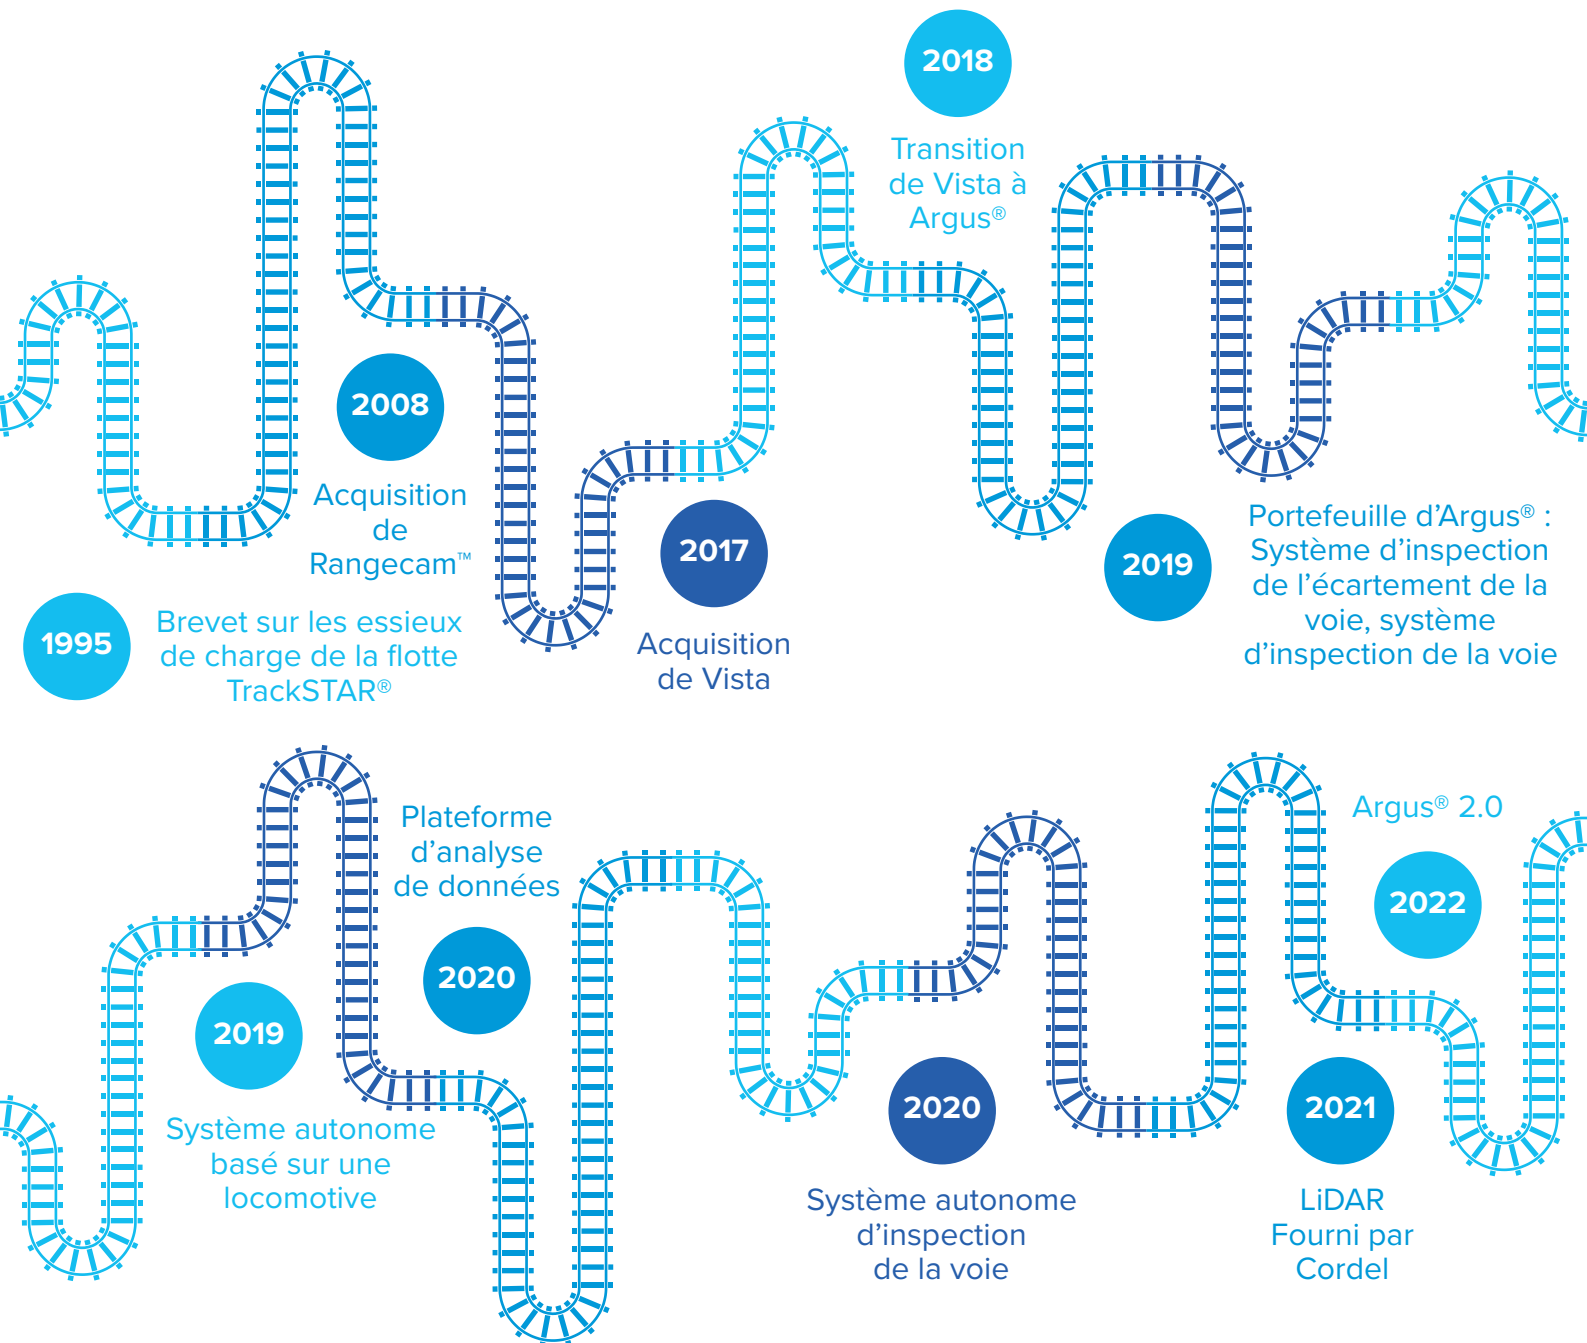 1995
Brevet sur les essieux
de charge de la flotte
TrackSTAR®
2008
Acquisition
de
Rangecam™
2017
Acquisition
de Vista
2018
Transition
de Vista à
Argus®
2019
Portefeuille d’Argus® :
Système d’inspection
de l’écartement de la
voie, système
d’inspection de la voie
2019
Système autonome
basé sur une
locomotive
Plateforme
d’analyse
de données
2020
2020
Système autonome
d’inspection
de la voie
2021
LiDAR
Fourni par
Cordel
Argus® 2.0
2022